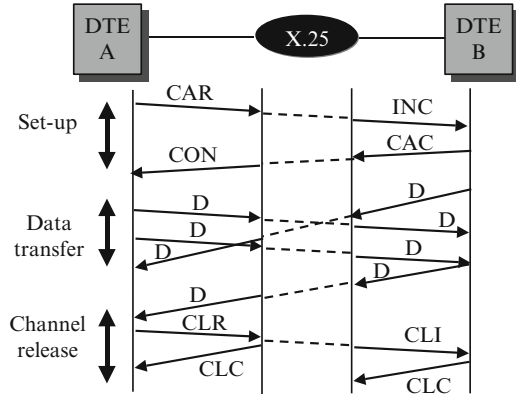 DTE
A
X.25
DTE
B
Set-up
CAR
INC
CON
CAC
Data
transfer
D
D
D
D
D
D
D
D
Channel
release
CLR
CLI
CLC
CLC